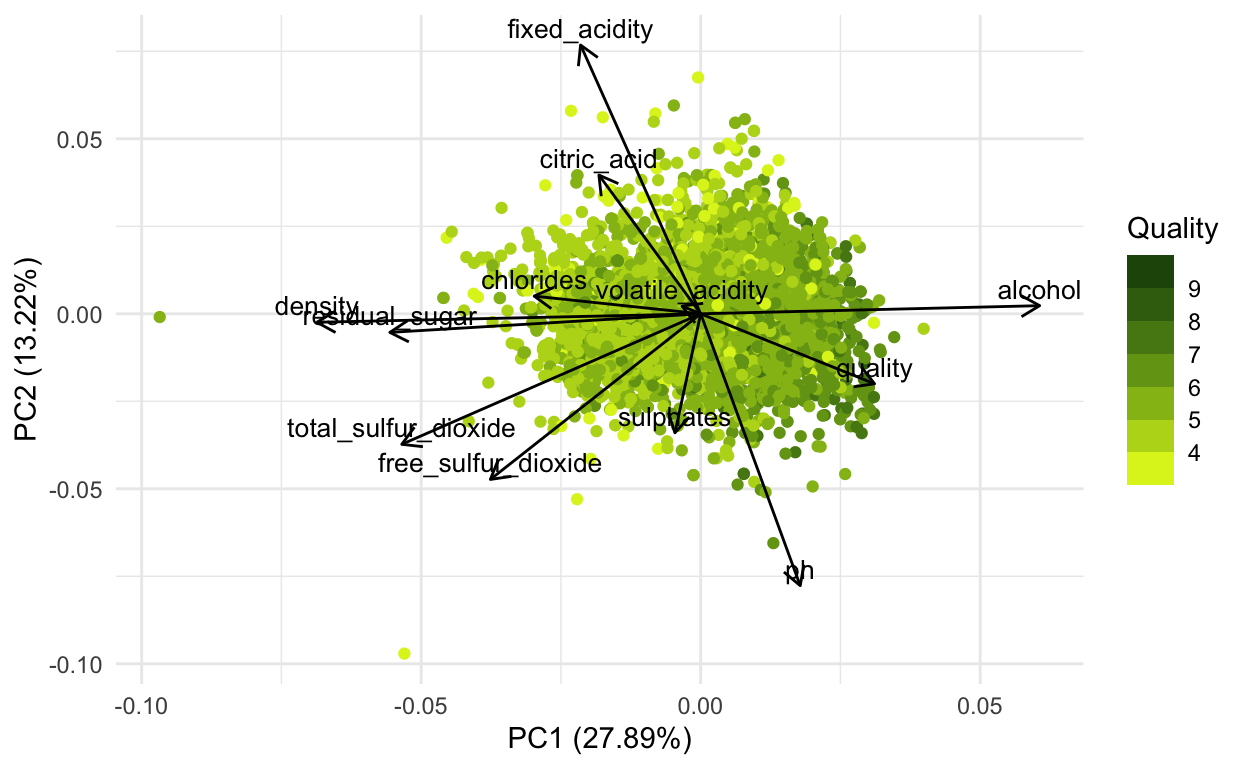 fixed_acidity
citric_acid
chlorides
volatile_acidity
alcohol
density
residual_sugar
quality
sulphates
total_sulfur_dioxide
free_sulfur_dioxide
ph
0.05
0.00
-0.05
-0.10
PC2 (13.22%)
-0.10
-0.05
0.00
0.05
PC1 (27.89%)
Quality
9
8
7
6
5
4